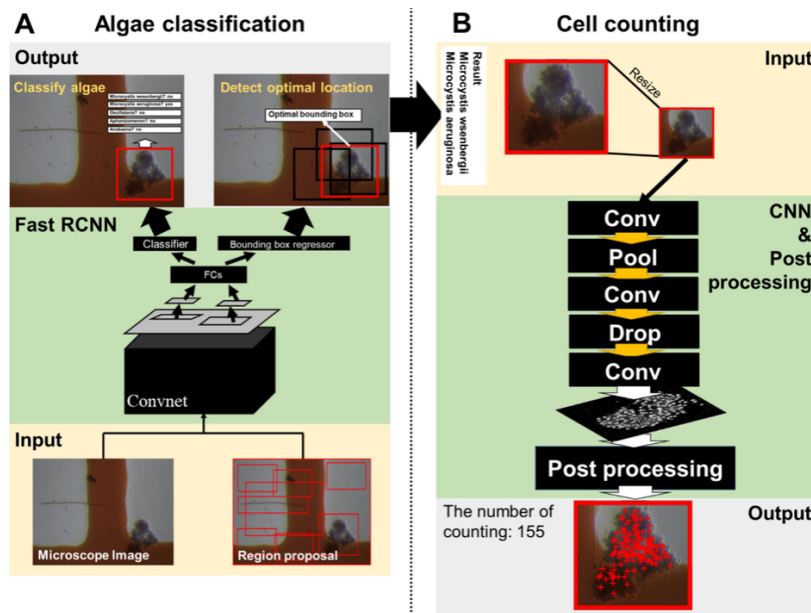 A Algae classification
Output
Classify algae
Microcystis wesenbergii? no
Microcystis aeruginosa? yes
Oscillatoria? no
Aphanizomenon? no
Anabaena? no
Detect optimal location
Optimal bounding box
Fast RCNN
Classifier
Bounding box regressor
FCs
Convnet
Input
Microscope Image
Region proposal
B Cell counting
Input
Result
Microcystis wsenbergii
Microcystis aeruginosa
Resize
CNN
&
Post
processing
Conv
Pool
Conv
Drop
Conv
Post processing
The number of
counting: 155
Output